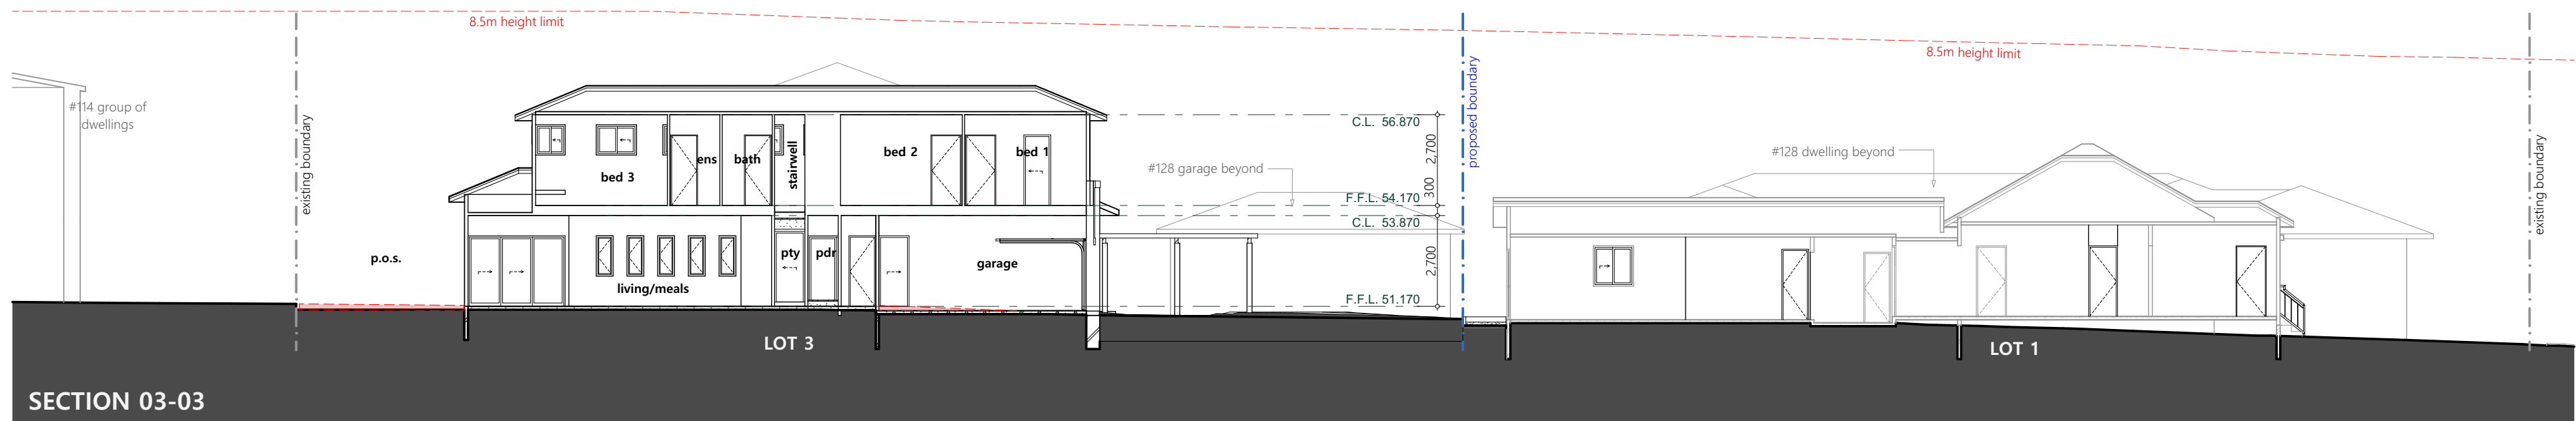 8.5m height limit
8.5m height limit
#114 group of
dwellings
existing boundary
bed 3
ens
bath
stairwell
bed 2
bed 1
p.o.s.
living/meals
pty
pdr
garage
#128 garage beyond
C.L. 56.870
F.F.L. 54.170
C.L. 53.870
F.F.L. 51.170
2,700
300
2,700
proposed boundary
#128 dwelling beyond
existing boundary
LOT 3
LOT 1
SECTION 03-03